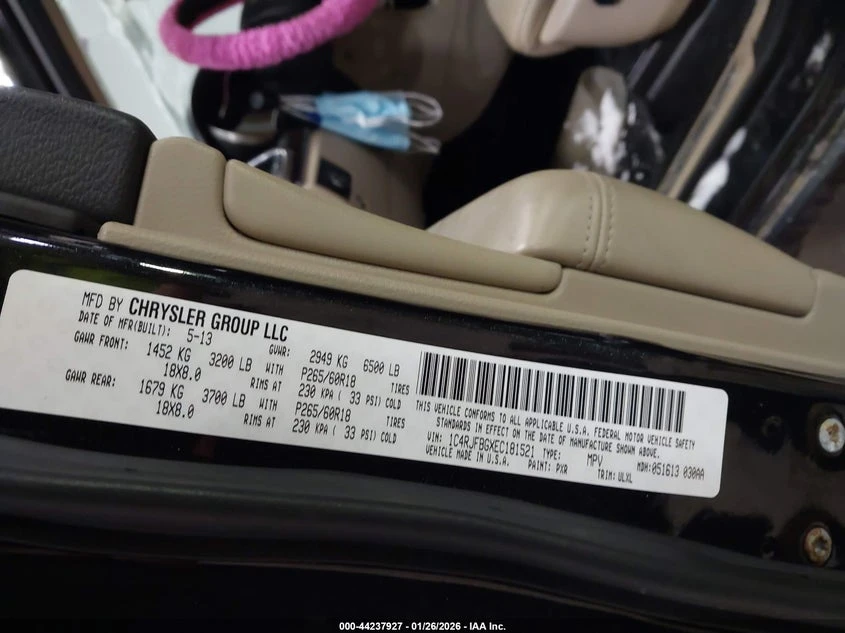 MFD BY CHRYSLER GROUP LLC
DATE OF MFR(BUILT): 5-13 GVWR: 2949 KG 6500 LB
GAWR FRONT: 1452 KG 3200 LB WITH P265/60R18 TIRES
18X8.0 RIMS AT 230 KPA ( 33 PSI) COLD
GAWR REAR: 1679 KG 3700 LB WITH P265/60R18 TIRES
18X8.0 RIMS AT 230 KPA ( 33 PSI) COLD
THIS VEHICLE CONFORMS TO ALL APPLICABLE U.S.A. FEDERAL MOTOR VEHICLE SAFETY
STANDARDS IN EFFECT ON THE DATE OF MANUFACTURE SHOWN ABOVE.
VIN: 1C4RJFBGXEC181521 TYPE: MPV MDH:051613 030AA
VEHICLE MADE IN U.S.A. PAINT: PXR TRIM: ULXL
000-44237927 - 01/26/2026 - IAA Inc.